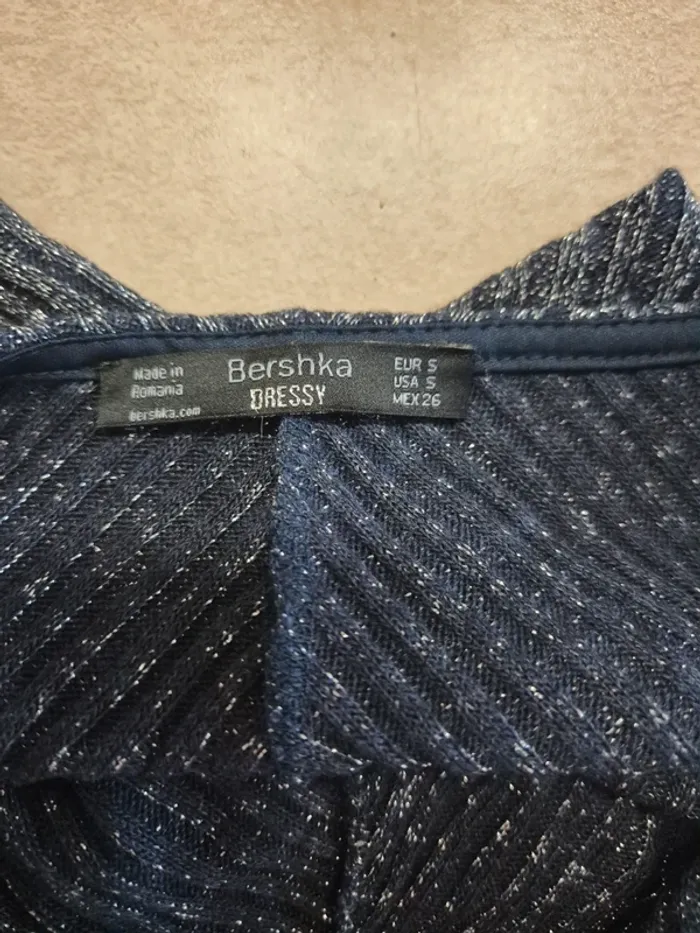 Made in
Romania
bershka.com
Bershka
DRESSY
EUR S
USA S
MEX 26